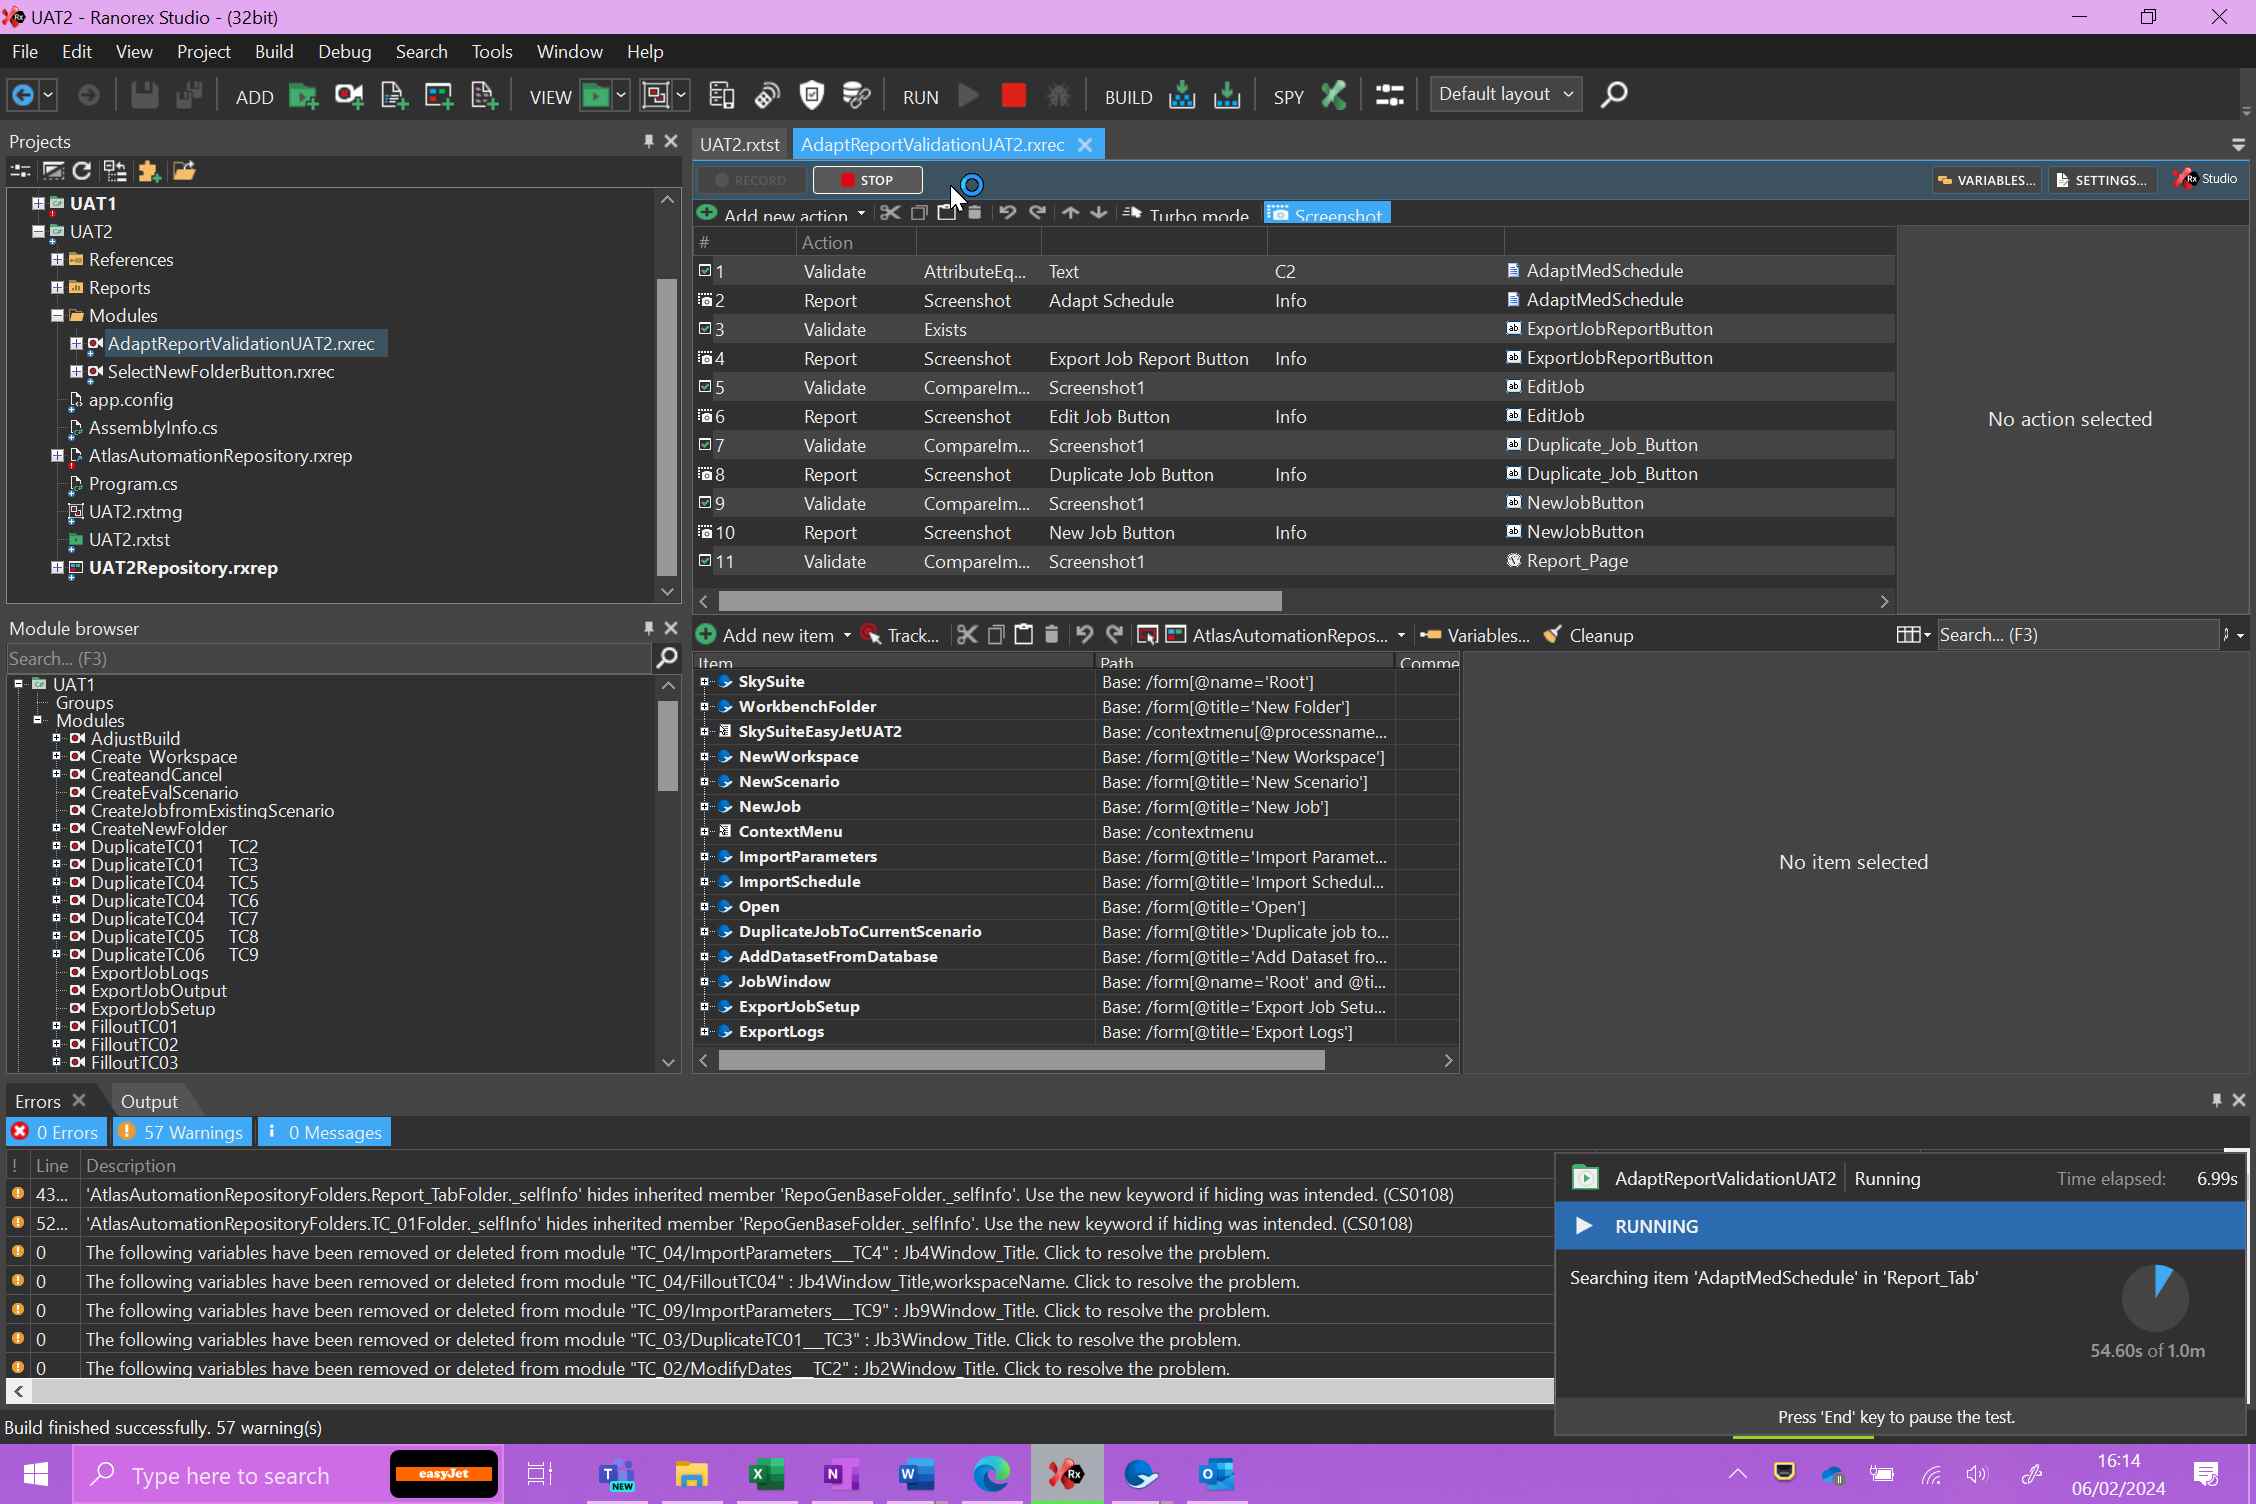 UAT2 - Ranorex Studio - (32bit)
File Edit View Project Build Debug Search Tools Window Help
ADD VIEW RUN BUILD SPY Default layout
Projects
UAT1
UAT2
References
Reports
Modules
AdaptReportValidationUAT2.rxrec
SelectNewFolderButton.rxrec
app.config
AssemblyInfo.cs
AtlasAutomationRepository.rxrep
Program.cs
UAT2.rxtmg
UAT2.rxtst
UAT2Repository.rxrep
UAT2.rxtst AdaptReportValidationUAT2.rxrec
RECORD STOP VARIABLES... SETTINGS... Rx Studio
Add new action Turbo mode Screenshot
# Action
1 Validate AttributeEq... Text C2 AdaptMedSchedule
2 Report Screenshot Adapt Schedule Info AdaptMedSchedule
3 Validate Exists ExportJobReportButton
4 Report Screenshot Export Job Report Button Info ExportJobReportButton
5 Validate CompareIm... Screenshot1 EditJob
6 Report Screenshot Edit Job Button Info EditJob
7 Validate CompareIm... Screenshot1 Duplicate_Job_Button
8 Report Screenshot Duplicate Job Button Info Duplicate_Job_Button
9 Validate CompareIm... Screenshot1 NewJobButton
10 Report Screenshot New Job Button Info NewJobButton
11 Validate CompareIm... Screenshot1 Report_Page
No action selected
Module browser
Search... (F3)
UAT1
Groups
Modules
AdjustBuild
Create_Workspace
CreateandCancel
CreateEvalScenario
CreateJobfromExistingScenario
CreateNewFolder
DuplicateTC01__TC2
DuplicateTC01__TC3
DuplicateTC04__TC5
DuplicateTC04__TC6
DuplicateTC04__TC7
DuplicateTC05__TC8
DuplicateTC06__TC9
ExportJobLogs
ExportJobOutput
ExportJobSetup
FilloutTC01
FilloutTC02
FilloutTC03
Add new item Track... AtlasAutomationRepos... Variables... Cleanup Search... (F3)
Item Path Comme
SkySuite Base: /form[@name='Root']
WorkbenchFolder Base: /form[@title='New Folder']
SkySuiteEasyJetUAT2 Base: /contextmenu[@processname...
NewWorkspace Base: /form[@title='New Workspace']
NewScenario Base: /form[@title='New Scenario']
NewJob Base: /form[@title='New Job']
ContextMenu Base: /contextmenu
ImportParameters Base: /form[@title='Import Paramet...
ImportSchedule Base: /form[@title='Import Schedul...
Open Base: /form[@title='Open']
DuplicateJobToCurrentScenario Base: /form[@title>'Duplicate job to...
AddDatasetFromDatabase Base: /form[@title='Add Dataset fro...
JobWindow Base: /form[@name='Root' and @ti...
ExportJobSetup Base: /form[@title='Export Job Setu...
ExportLogs Base: /form[@title='Export Logs']
No item selected
Errors Output
0 Errors 57 Warnings 0 Messages
! Line Description
43... 'AtlasAutomationRepositoryFolders.Report_TabFolder._selfInfo' hides inherited member 'RepoGenBaseFolder._selfInfo'. Use the new keyword if hiding was intended. (CS0108)
52... 'AtlasAutomationRepositoryFolders.TC_01Folder._selfInfo' hides inherited member 'RepoGenBaseFolder._selfInfo'. Use the new keyword if hiding was intended. (CS0108)
0 The following variables have been removed or deleted from module "TC_04/ImportParameters__TC4" : Jb4Window_Title. Click to resolve the problem.
0 The following variables have been removed or deleted from module "TC_04/FilloutTC04" : Jb4Window_Title,workspaceName. Click to resolve the problem.
0 The following variables have been removed or deleted from module "TC_09/ImportParameters__TC9" : Jb9Window_Title. Click to resolve the problem.
0 The following variables have been removed or deleted from module "TC_03/DuplicateTC01__TC3" : Jb3Window_Title. Click to resolve the problem.
0 The following variables have been removed or deleted from module "TC_02/ModifyDates__TC2" : Jb2Window_Title. Click to resolve the problem.
AdaptReportValidationUAT2 Running Time elapsed: 6.99s
RUNNING
Searching item 'AdaptMedSchedule' in 'Report_Tab'
54.60s of 1.0m
Press 'End' key to pause the test.
Build finished successfully. 57 warning(s)
Type here to search easyJet NEW
16:14
06/02/2024